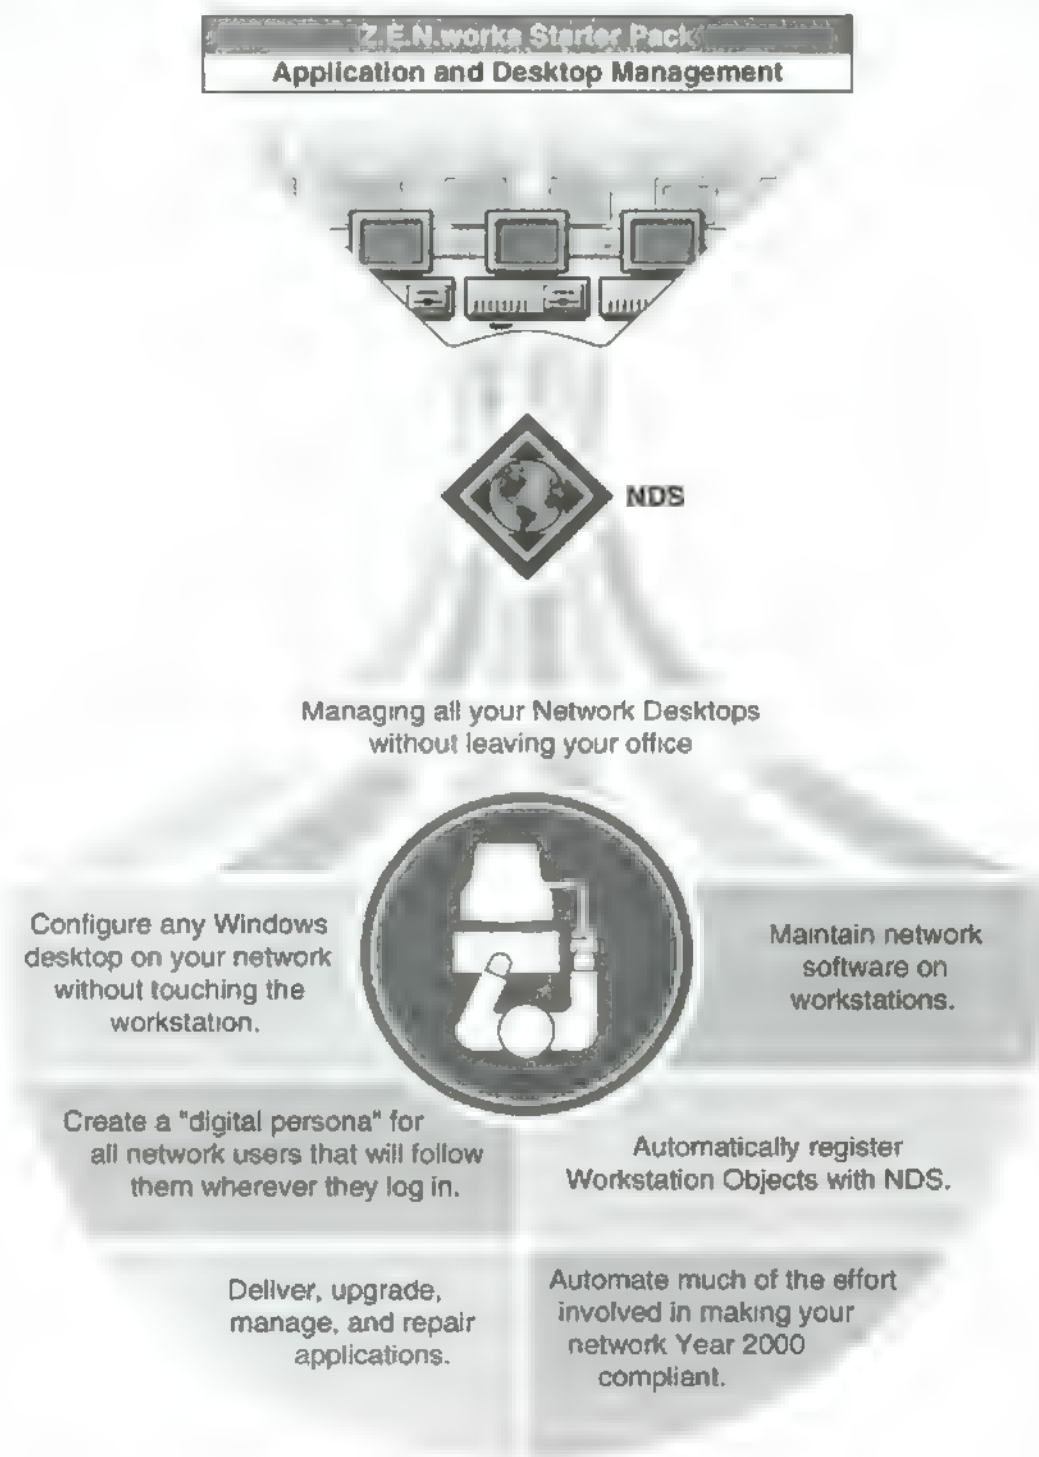 Z.E.N.works Starter Pack
Application and Desktop Management
NDS
Managing all your Network Desktops
without leaving your office
Configure any Windows
desktop on your network
without touching the
workstation.
Maintain network
software on
workstations.
Create a "digital persona" for
all network users that will follow
them wherever they log in.
Automatically register
Workstation Objects with NDS.
Deliver, upgrade,
manage, and repair
applications.
Automate much of the effort
involved in making your
network Year 2000
compliant.